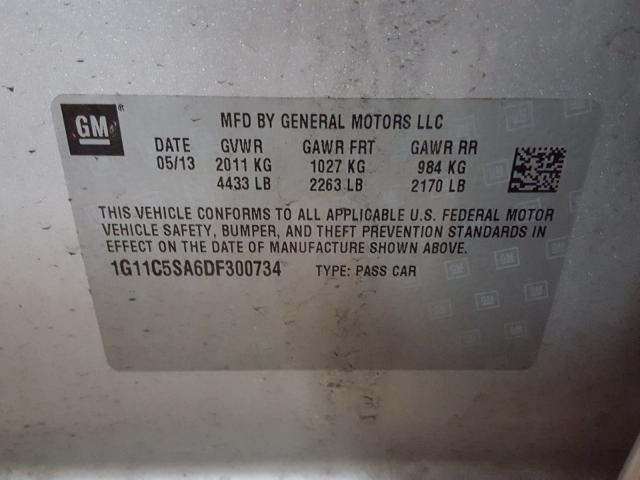 GM MFD BY GENERAL MOTORS LLC
DATE GVWR GAWR FRT GAWR RR
05/13 2011 KG 1027 KG 984 KG
4433 LB 2263 LB 2170 LB
THIS VEHICLE CONFORMS TO ALL APPLICABLE U.S. FEDERAL MOTOR
VEHICLE SAFETY, BUMPER, AND THEFT PREVENTION STANDARDS IN
EFFECT ON THE DATE OF MANUFACTURE SHOWN ABOVE.
1G11C5SA6DF300734 TYPE: PASS CAR